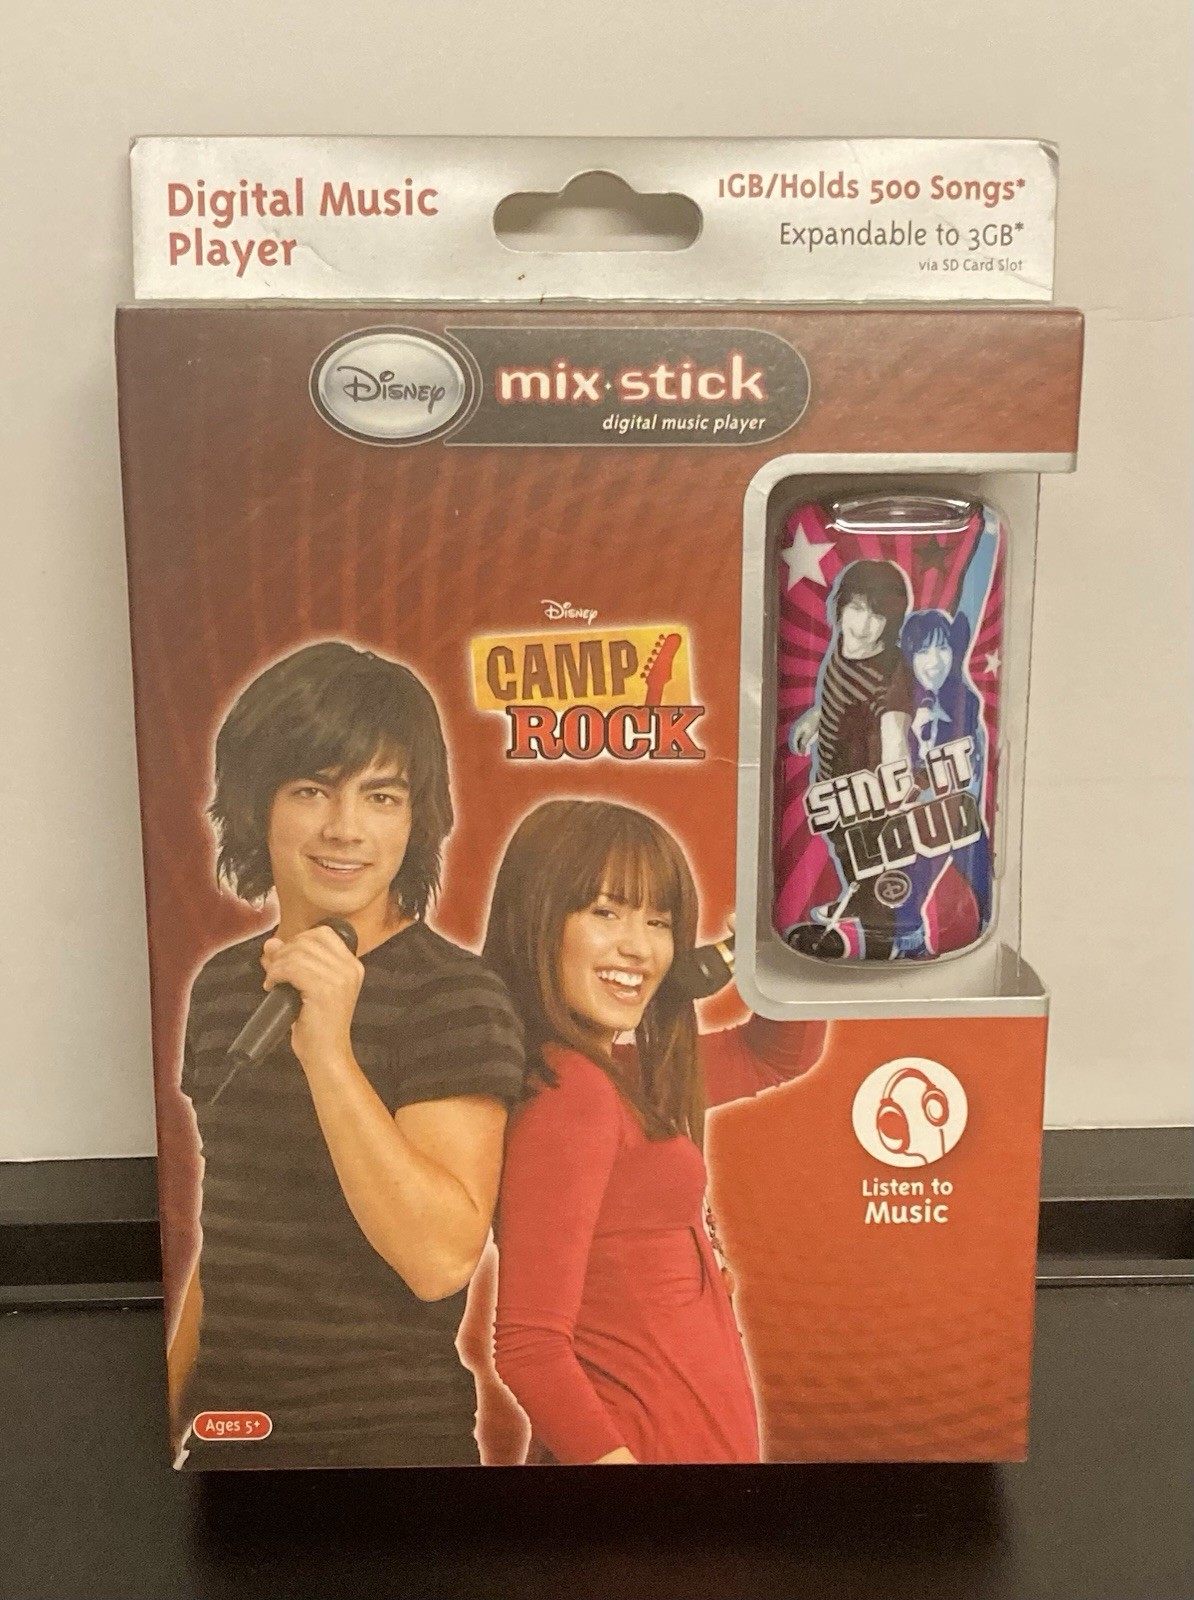 Digital Music
Player
1GB/Holds 500 Songs*
Expandable to 3GB*
via SD Card Slot
Disney
mix•stick
digital music player
Disney
CAMP
ROCK
SiNG iT
LOUD
D
Listen to
Music
Ages 5+